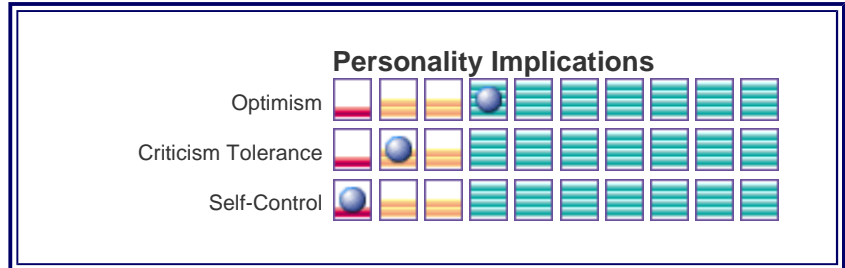 Personality Implications
Optimism
Criticism Tolerance
Self-Control